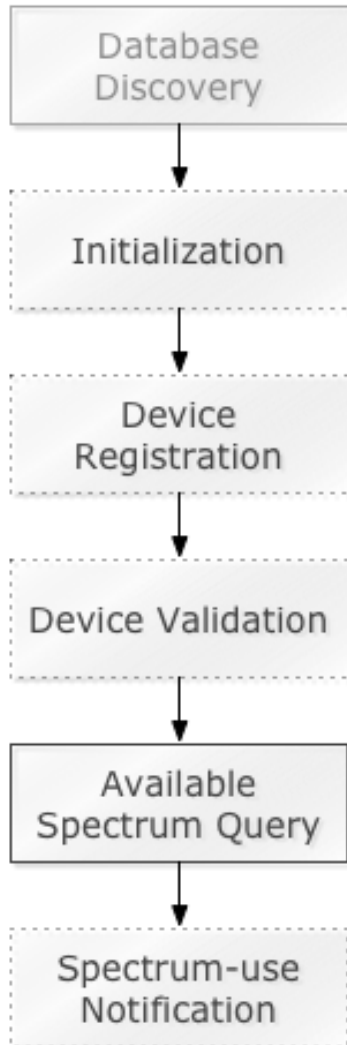 Database
Discovery
Initialization
Device
Registration
Device Validation
Available
Spectrum Query
Spectrum-use
Notification